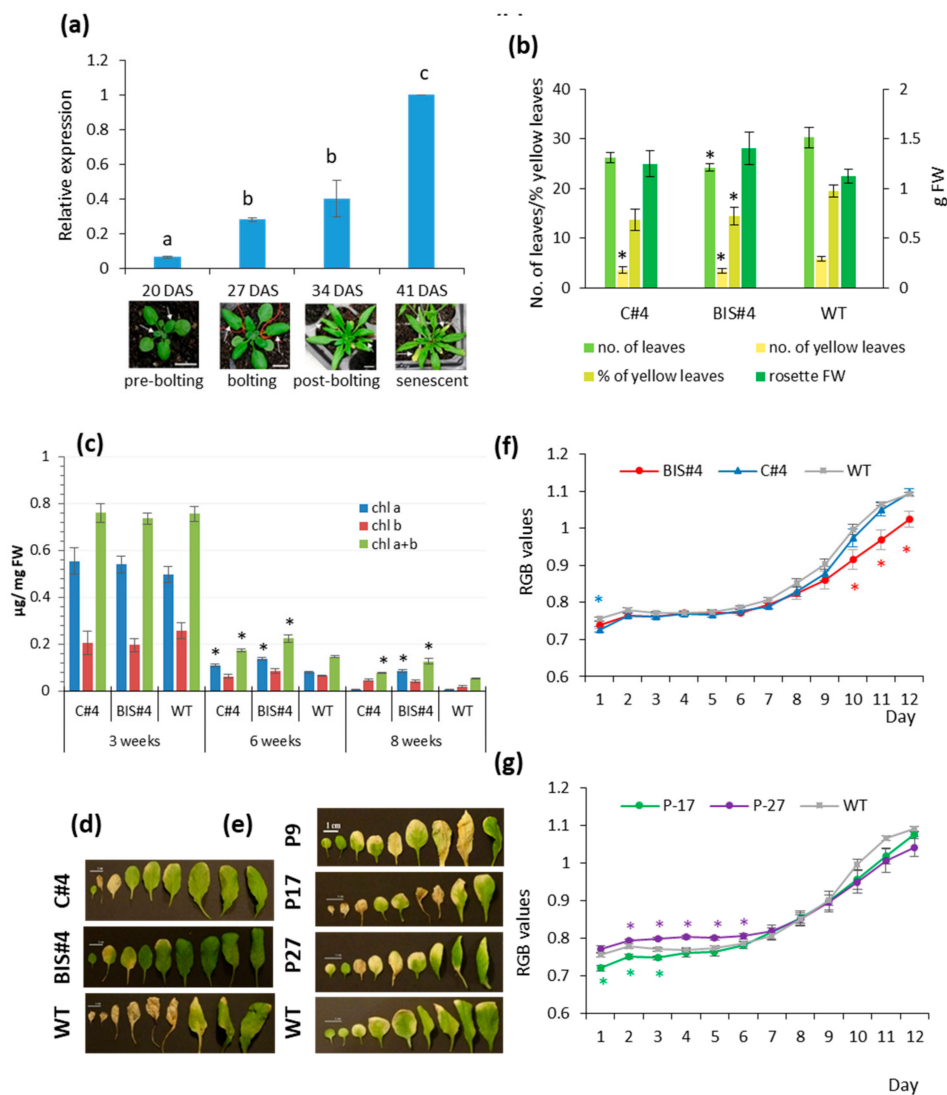 (a)
1.2
1
0.8
0.6
0.4
0.2
0
Relative expression
a
b
b
c
20 DAS 27 DAS 34 DAS 41 DAS
pre-bolting bolting post-bolting senescent
(b)
40
30
20
10
0
No. of leaves/% yellow leaves
2
1.5
1
0.5
0
g FW
* * * *
C#4 BIS#4 WT
no. of leaves no. of yellow leaves
% of yellow leaves rosette FW
(c)
1
0.8
0.6
0.4
0.2
0
µg/ mg FW
chl a
chl b
chl a+b
* * * * * * *
C#4 BIS#4 WT C#4 BIS#4 WT C#4 BIS#4 WT
3 weeks 6 weeks 8 weeks
(d)
C#4
BIS#4
WT
(e)
P9
1 cm
P17
P27
WT
(f)
1.2
1.1
1
0.9
0.8
0.7
0.6
RGB values
BIS#4 C#4 WT
* * * *
1 2 3 4 5 6 7 8 9 10 11 12
Day
(g)
1.2
1.1
1
0.9
0.8
0.7
0.6
RGB values
P-17 P-27 WT
* * * * *
* * *
1 2 3 4 5 6 7 8 9 10 11 12
Day